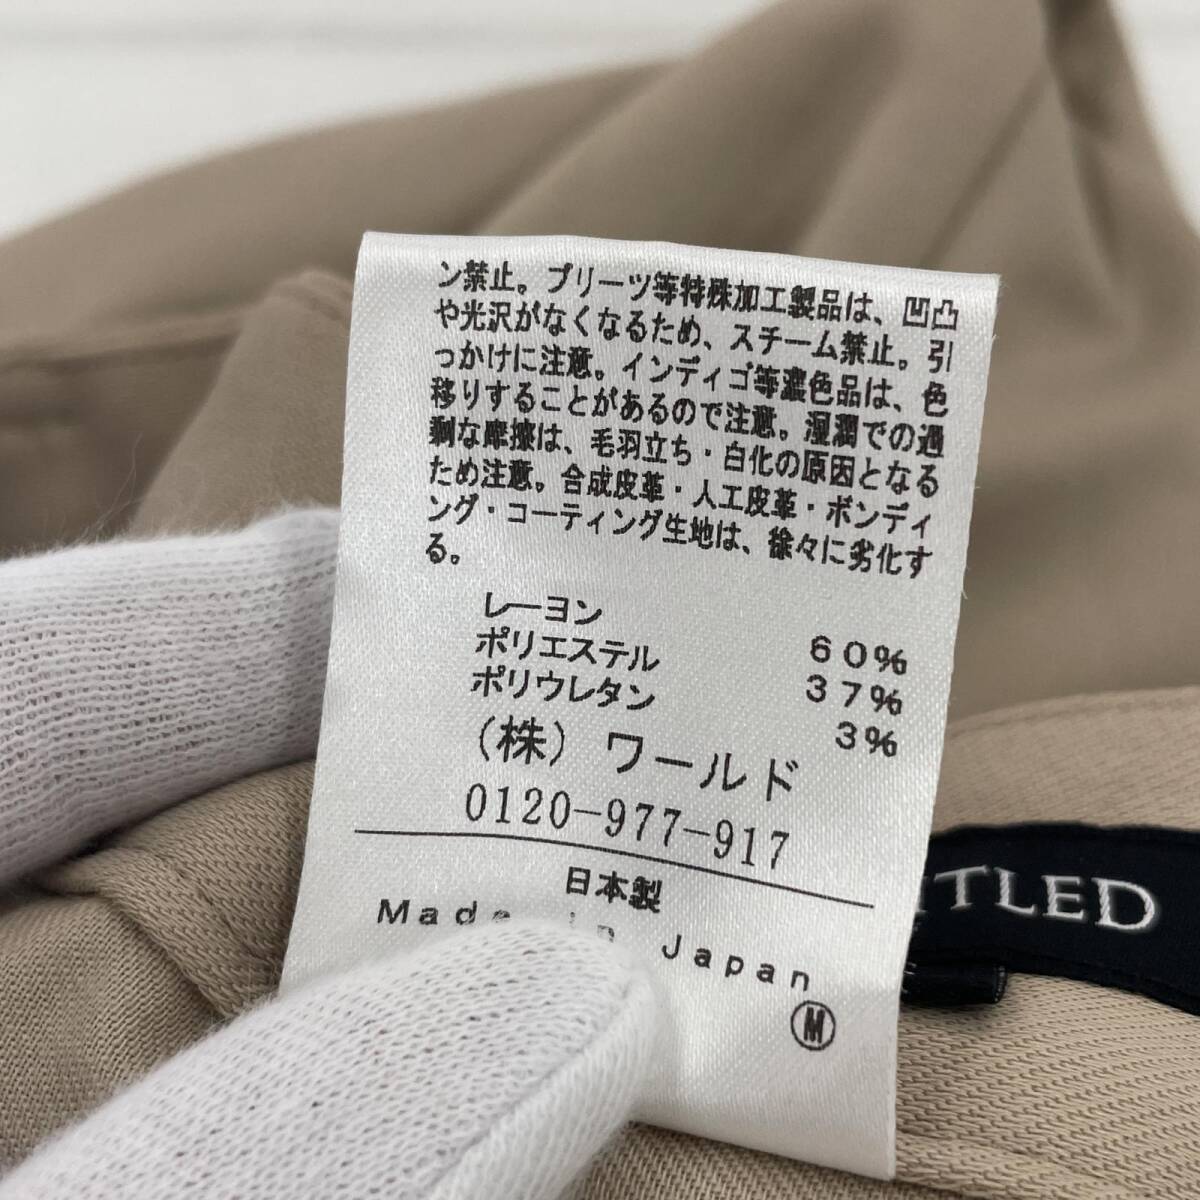 ン禁止。プリーツ等特殊加工製品は、凹凸
や光沢がなくなるため、スチーム禁止。引
っかけに注意。インディゴ等濃色品は、色
移りすることがあるので注意。湿潤での過
剰な摩擦は、毛羽立ち・白化の原因となる
ため注意。合成皮革・人工皮革・ボンディ
ング・コーティング生地は、徐々に劣化す
る。
レーヨン 60%
ポリエステル 37%
ポリウレタン 3%
(株) ワールド
0120-977-917
日本製
Made in Japan
M
TITLED